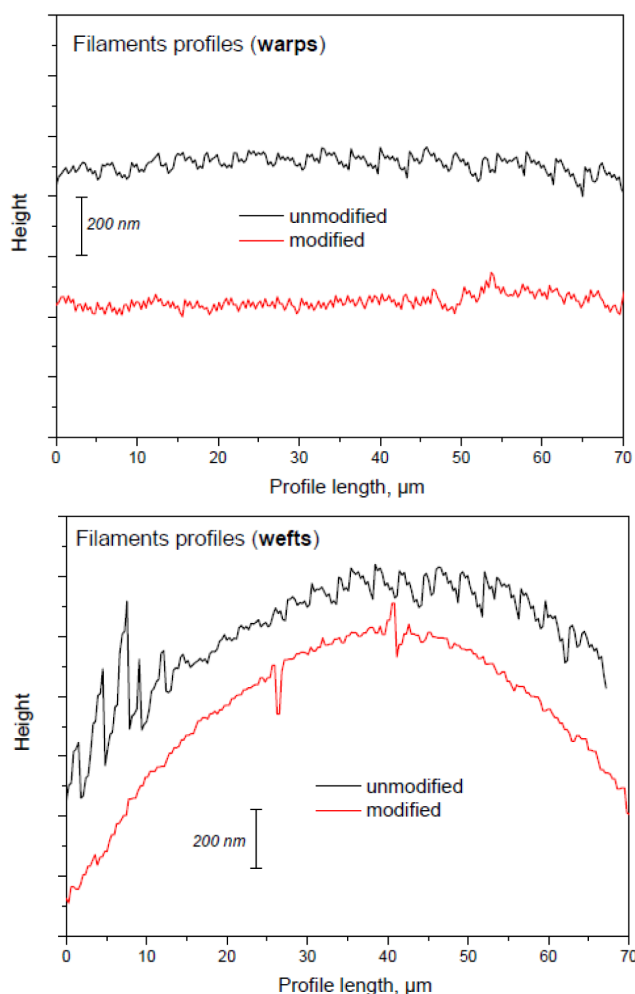 Filaments profiles (warps)
Height
200 nm
unmodified
modified
0 10 20 30 40 50 60 70
Profile length, µm
Filaments profiles (wefts)
Height
unmodified
modified
200 nm
0 10 20 30 40 50 60 70
Profile length, µm